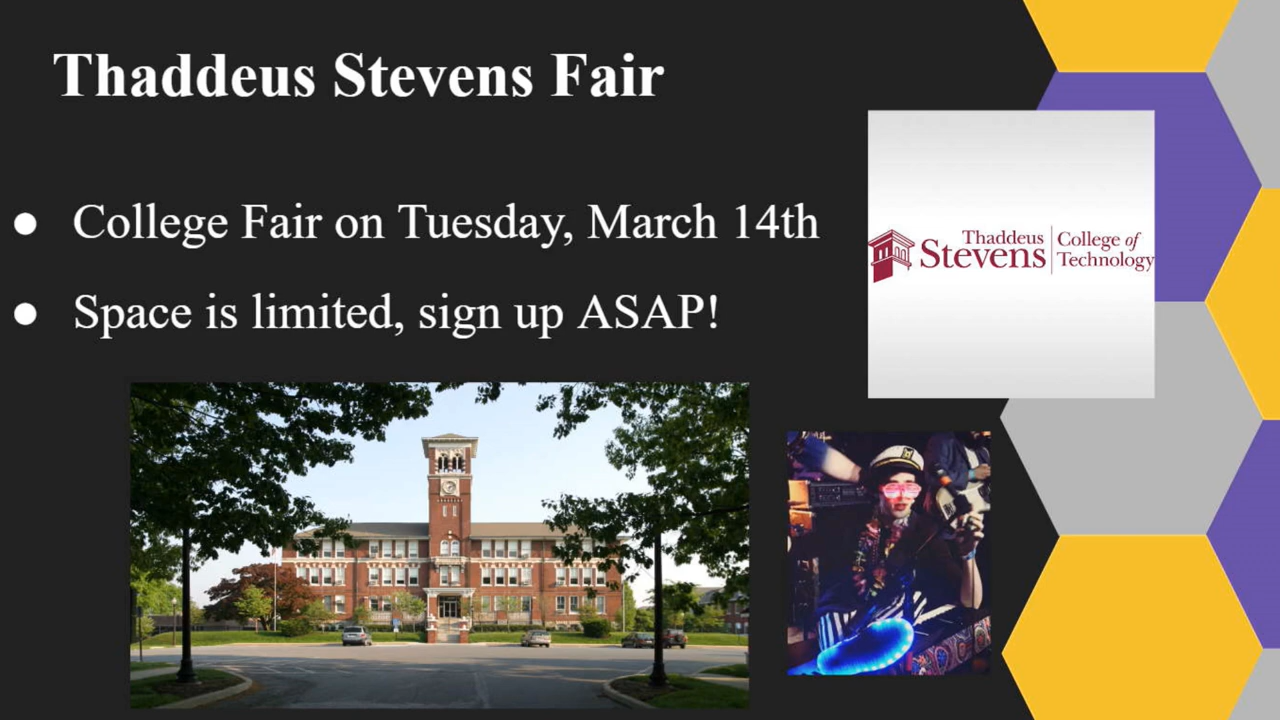 Thaddeus Stevens Fair
● College Fair on Tuesday, March 14th
● Space is limited, sign up ASAP!
Thaddeus
Stevens
College of
Technology